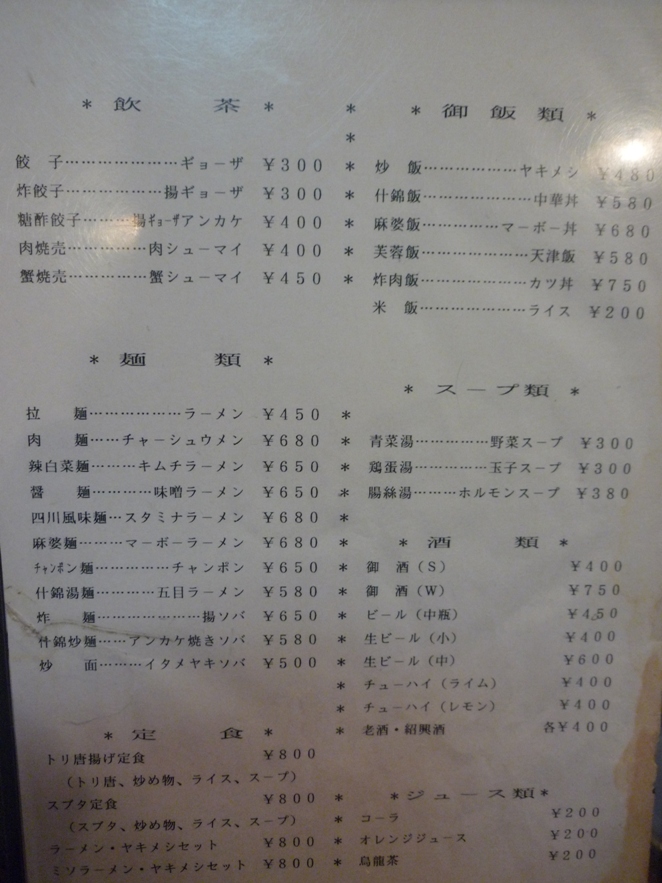 ＊ 飲 茶 ＊
餃 子………………ギョーザ ￥３００
炸餃子………………揚ギョーザ ￥３００
糖酢餃子………揚ｷﾞｮｰｻﾞアンカケ ￥４００
肉焼売………………肉シューマイ ￥４００
蟹焼売………………蟹シューマイ ￥４５０
＊ 麺 類 ＊
拉 麺………………ラーメン ￥４５０
肉 麺……チャーシュウメン ￥６８０
辣白菜麺………キムチラーメン ￥６５０
醤 麺…………味噌ラーメン ￥６５０
四川風味麺…スタミナラーメン ￥６８０
麻婆麺………マーボーラーメン ￥６８０
ﾁｬﾝﾎﾟﾝ麺……………チャンポン ￥６５０
什錦湯麺…………五目ラーメン ￥５８０
炸 麺…………………揚ソバ ￥６５０
什錦炒麺……アンカケ焼きソバ ￥５８０
炒 面…………イタメヤキソバ ￥５００
＊ 定 食 ＊
トリ唐揚げ定食 ￥８００
（トリ唐、炒め物、ライス、スープ）
スブタ定食 ￥８００
（スブタ、炒め物、ライス、スープ）
ラーメン・ヤキメシセット ￥８００
ミソラーメン・ヤキメシセット ￥８００
＊ 御 飯 類 ＊
炒 飯……………………ヤキメシ ￥４８０
什錦飯……………………中華丼 ￥５８０
麻婆飯………………マーボー丼 ￥６８０
芙蓉飯……………………天津飯 ￥５８０
炸肉飯……………………カツ丼 ￥７５０
米 飯……………………ライス ￥２００
＊ スープ類 ＊
青菜湯……………野菜スープ ￥３００
鶏蛋湯……………玉子スープ ￥３００
腸絲湯………ホルモンスープ ￥３８０
＊ 酒 類 ＊
御 酒（Ｓ） ￥４００
御 酒（Ｗ） ￥７５０
ビール（中瓶） ￥４５０
生ビール（小） ￥４００
生ビール（中） ￥６００
チューハイ（ライム） ￥４００
チューハイ（レモン） ￥４００
老酒・紹興酒 各￥４００
＊ジュース類＊
コーラ ￥２００
オレンジジュース ￥２００
烏龍茶 ￥２００